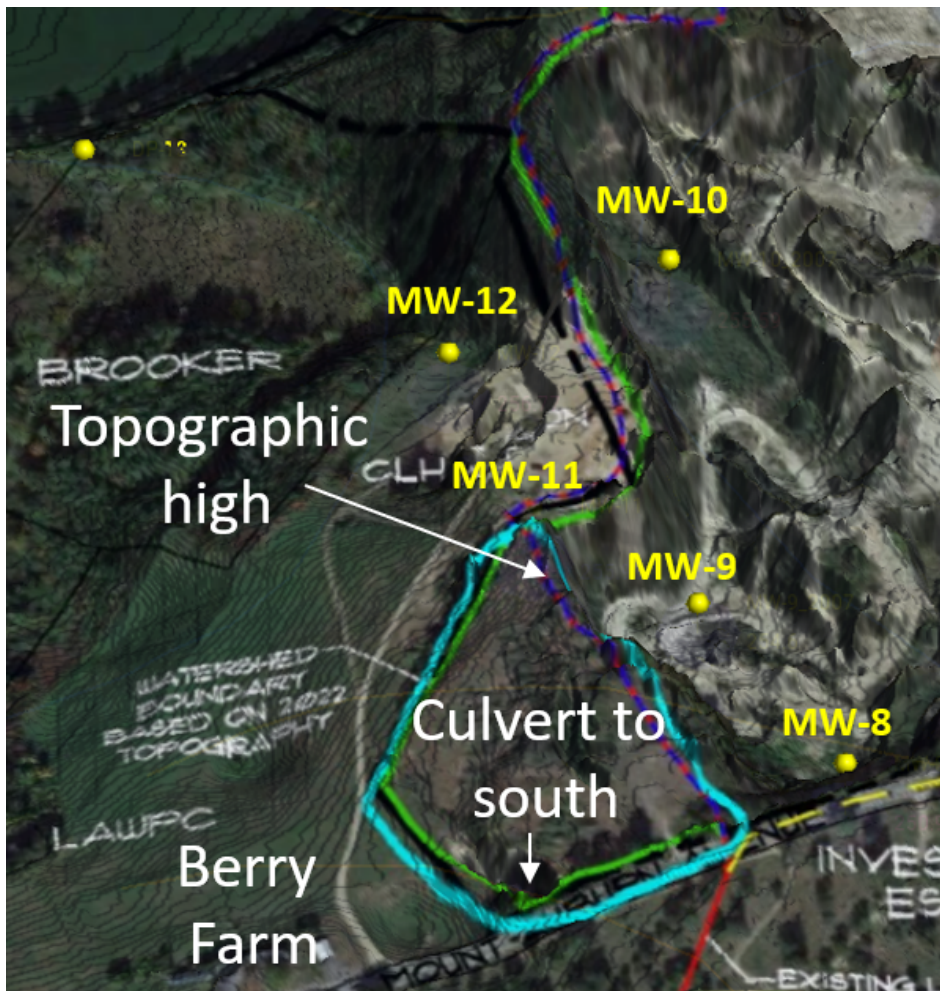 MW-10
MW-12
BROOKER
Topographic
high
MW-11
MW-9
WATERSHED
BOUNDARY
BASED ON 2022
TOPOGRAPHY
Culvert to
south
MW-8
LAWPC
Berry
Farm
MOUNT
INVES
ES
EXISTING